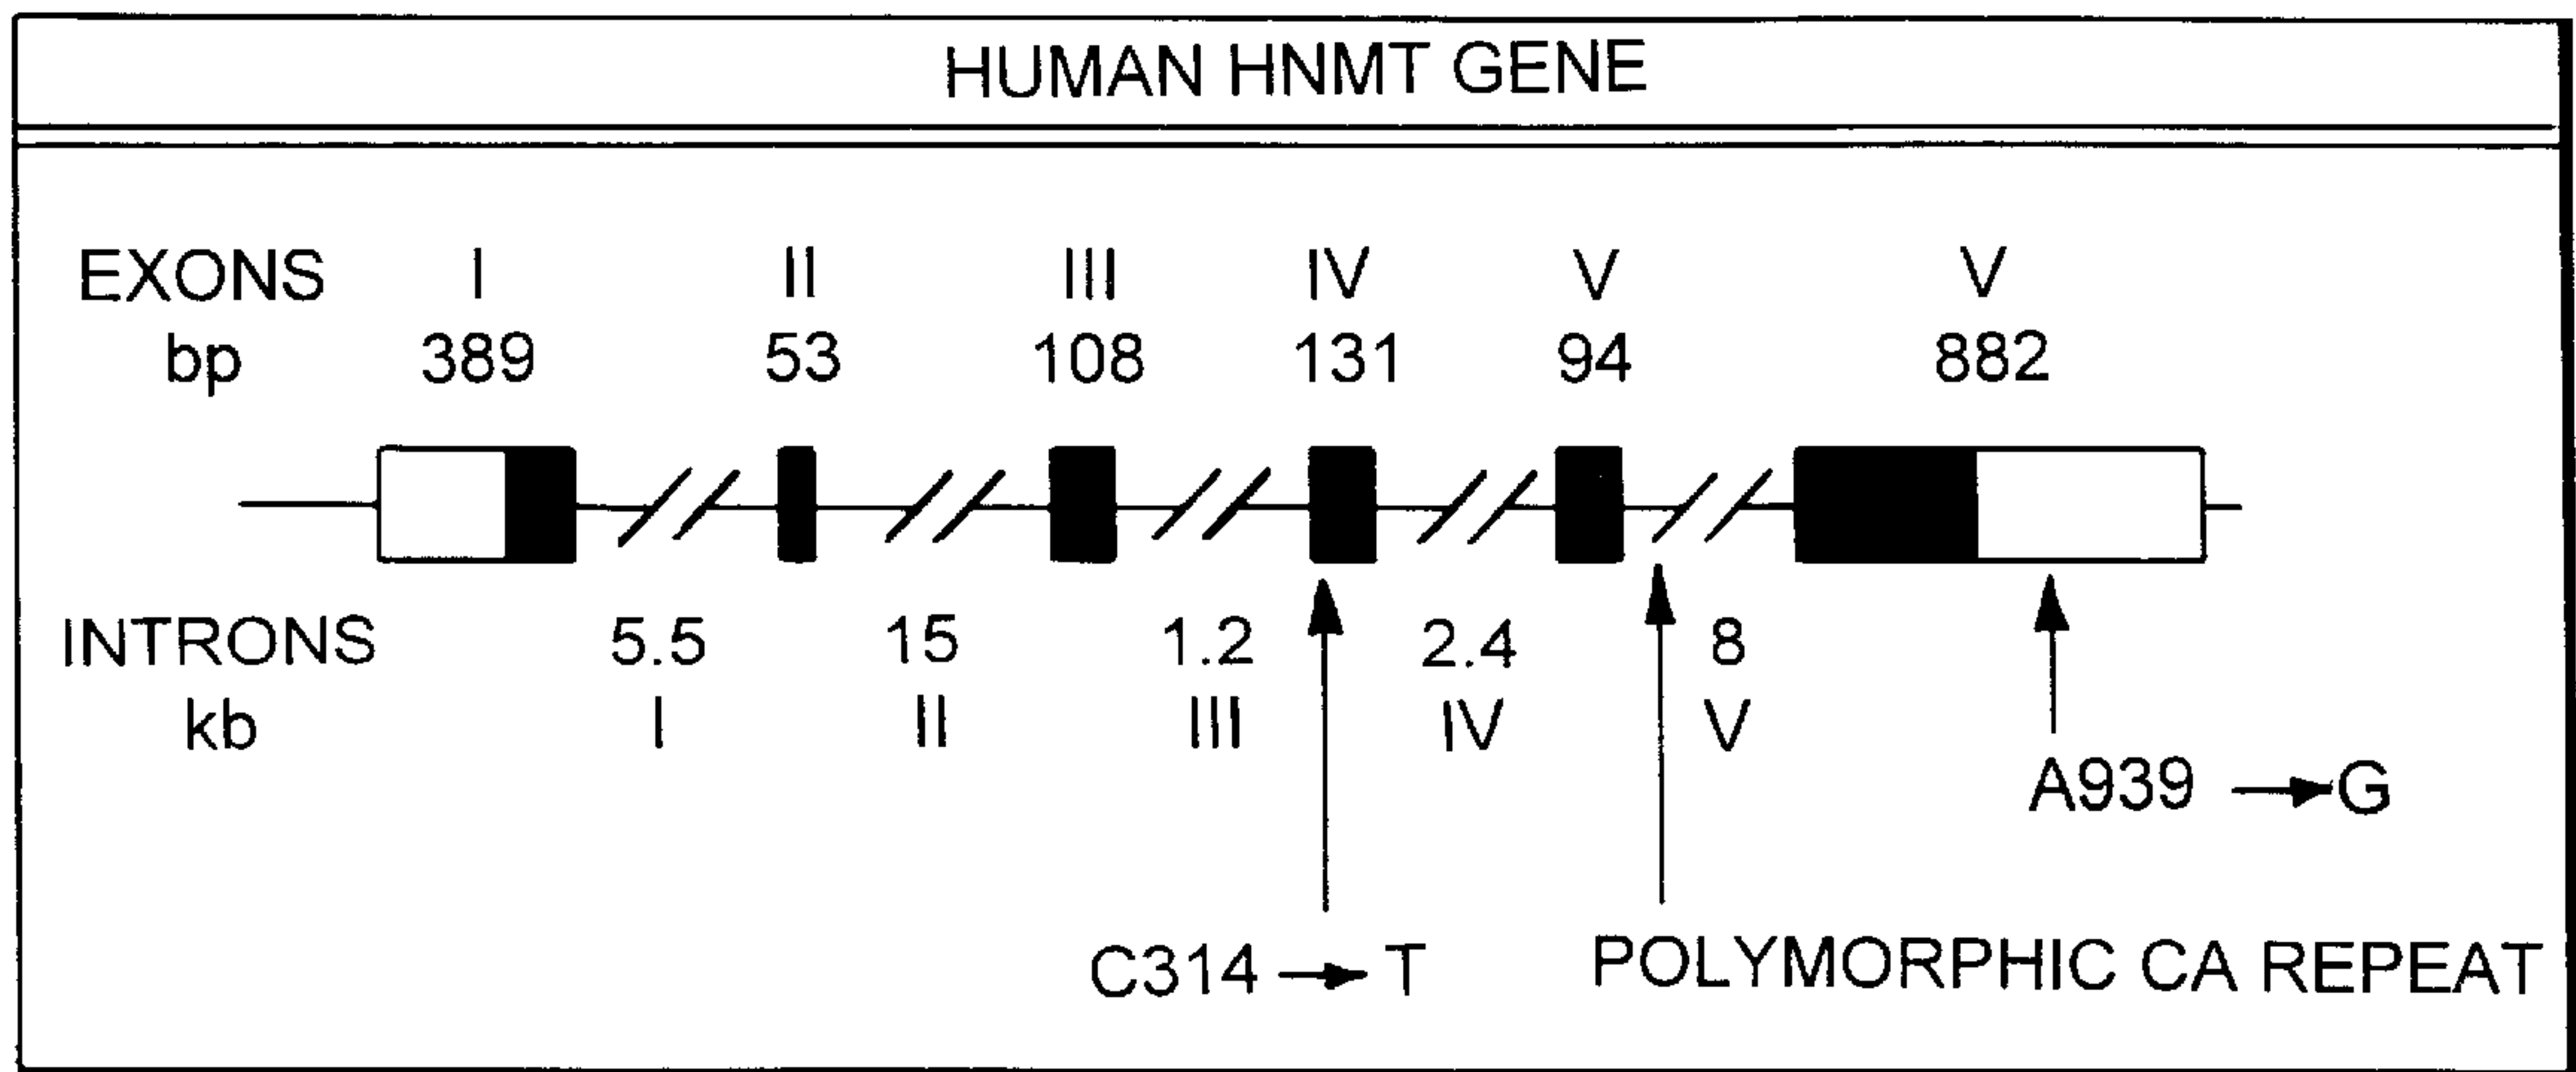 HUMAN HNMT GENE
EXONS I II III IV V V
bp 389 53 108 131 94 882
INTRONS 5.5 15 1.2 2.4 8
kb I II III IV V
A939 → G
C314 → T POLYMORPHIC CA REPEAT